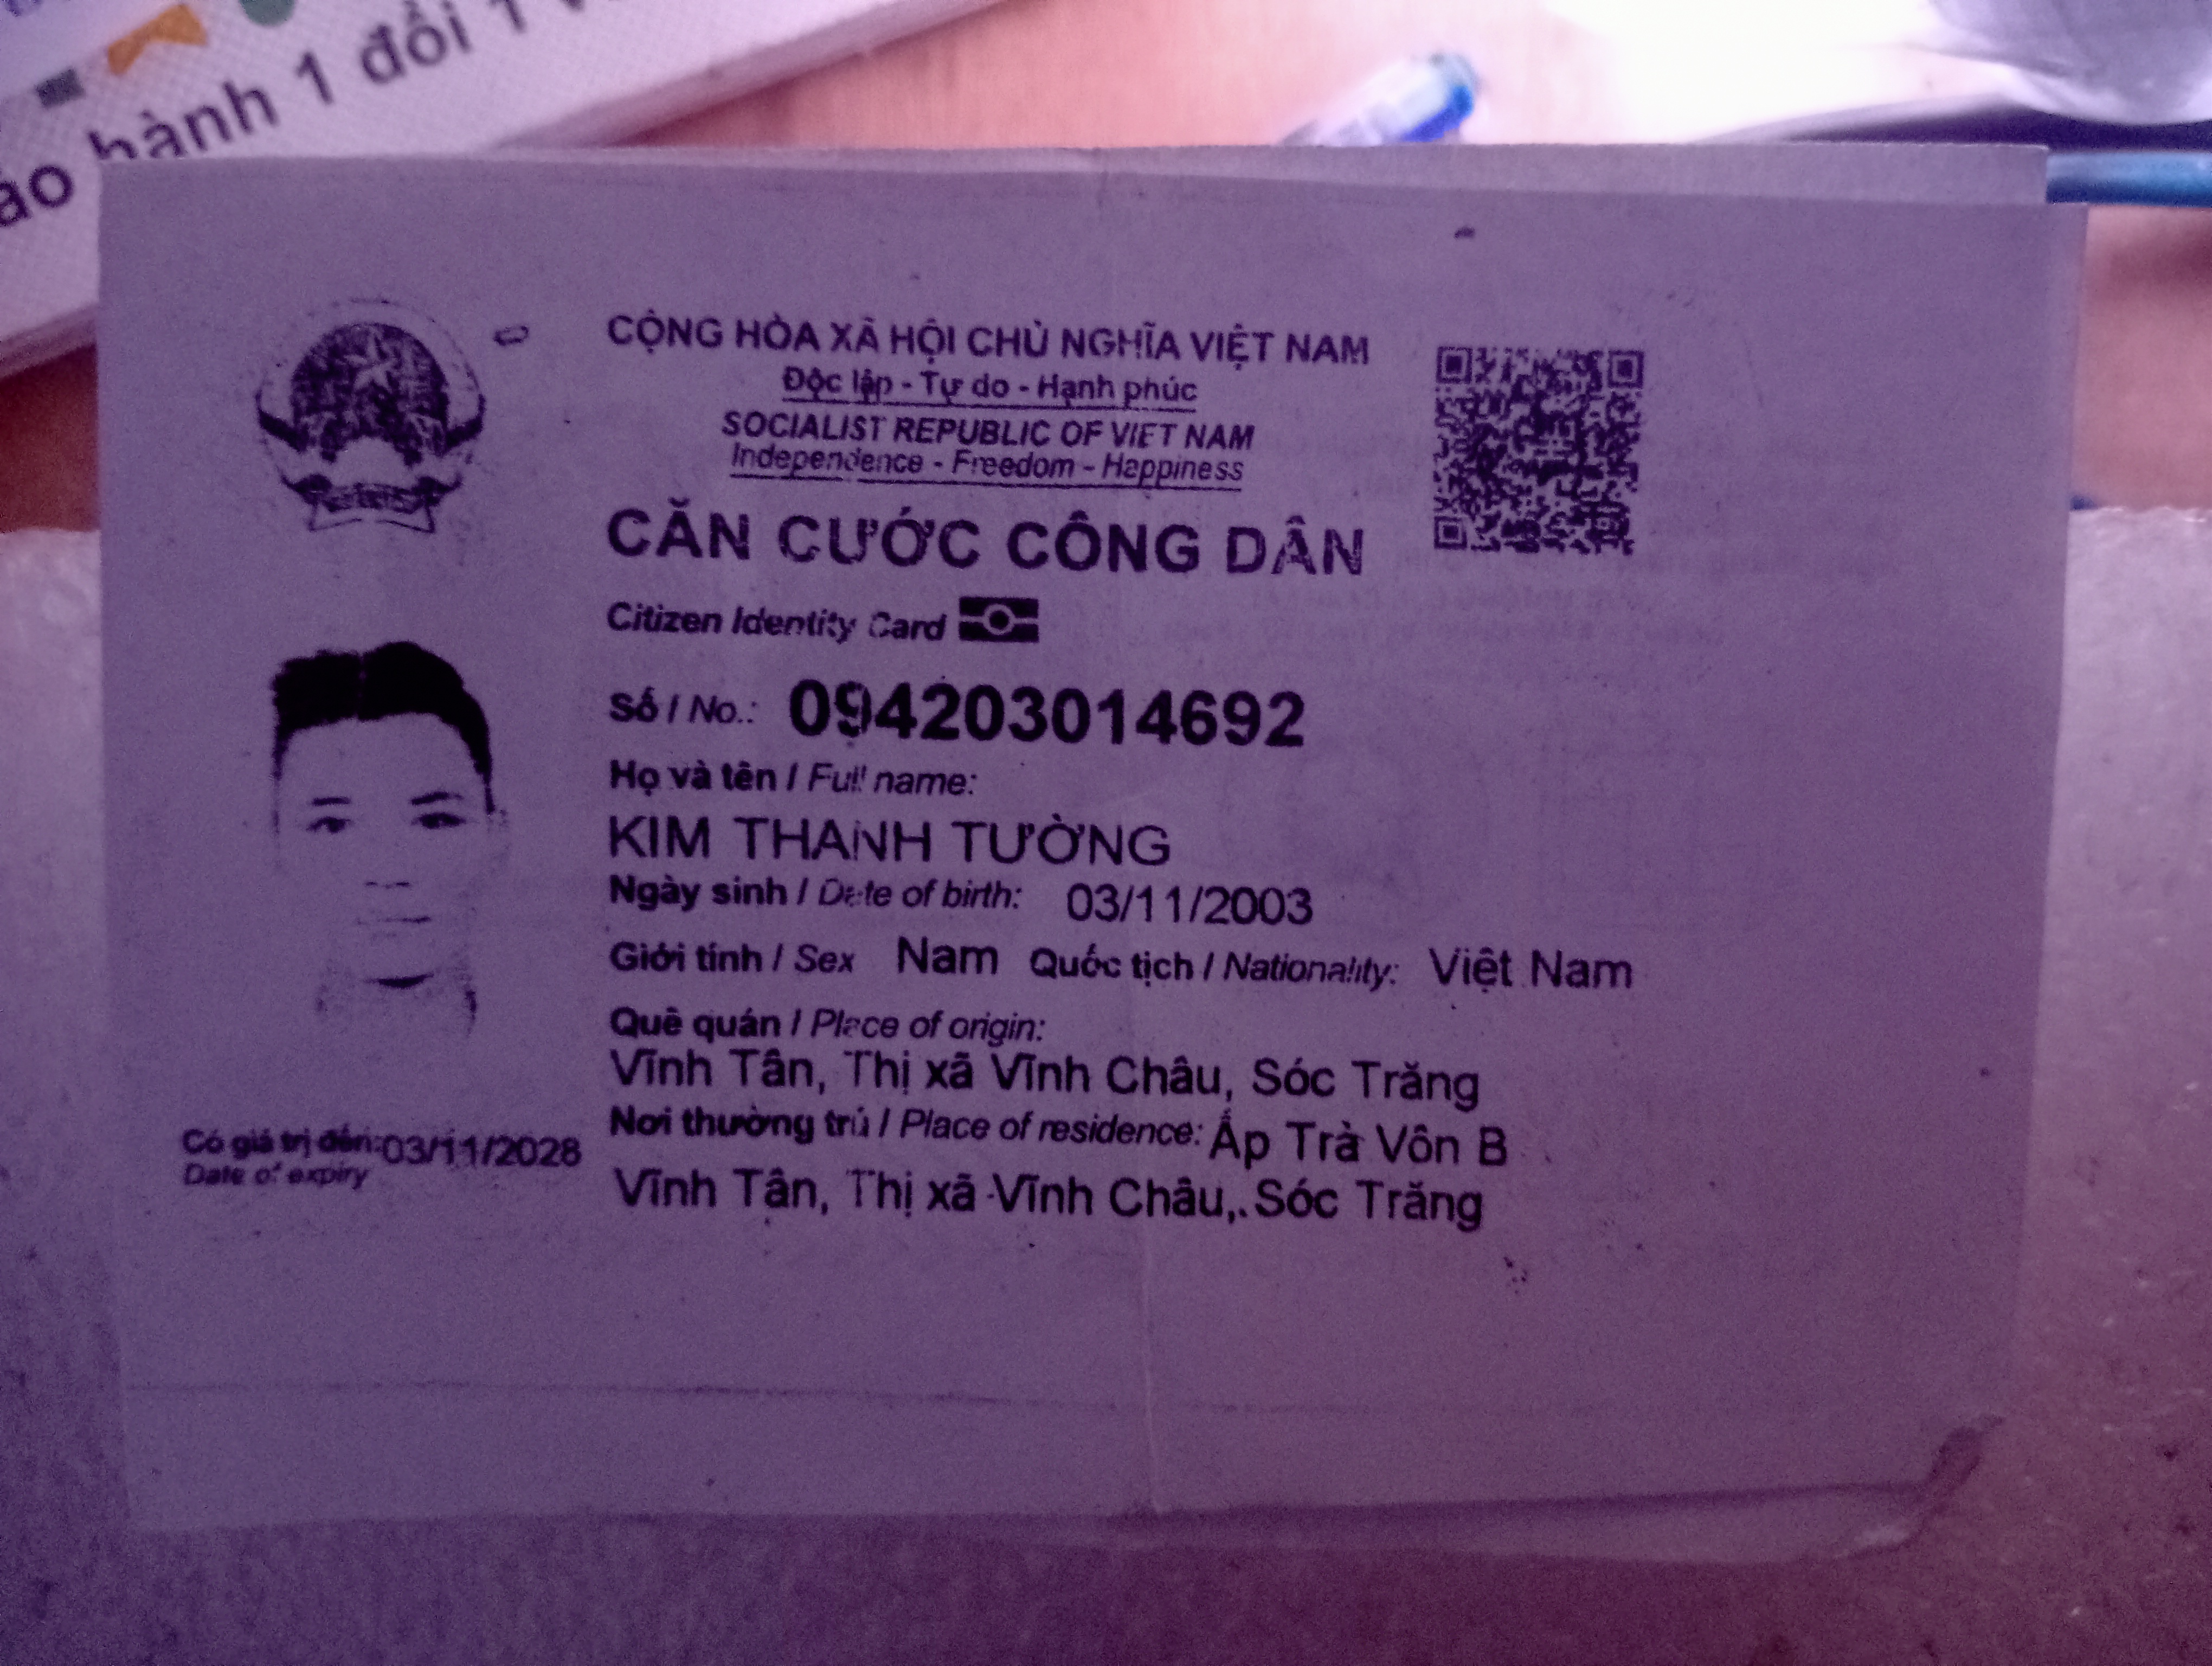 hành 1 đổi 1
CỘNG HÒA XÃ HỘI CHỦ NGHĨA VIỆT NAM
Độc lập - Tự do - Hạnh phúc
SOCIALIST REPUBLIC OF VIET NAM
Independence - Freedom - Happiness
CĂN CƯỚC CÔNG DÂN
Citizen Identity Card
Số / No.: 094203014692
Họ và tên / Full name:
KIM THANH TƯỜNG
Ngày sinh / Date of birth: 03/11/2003
Giới tính / Sex Nam Quốc tịch / Nationality: Việt Nam
Quê quán / Place of origin:
Vĩnh Tân, Thị xã Vĩnh Châu, Sóc Trăng
Nơi thường trú / Place of residence: Ấp Trà Vôn B
Vĩnh Tân, Thị xã Vĩnh Châu, Sóc Trăng
Có giá trị đến: 03/11/2028
Date of expiry